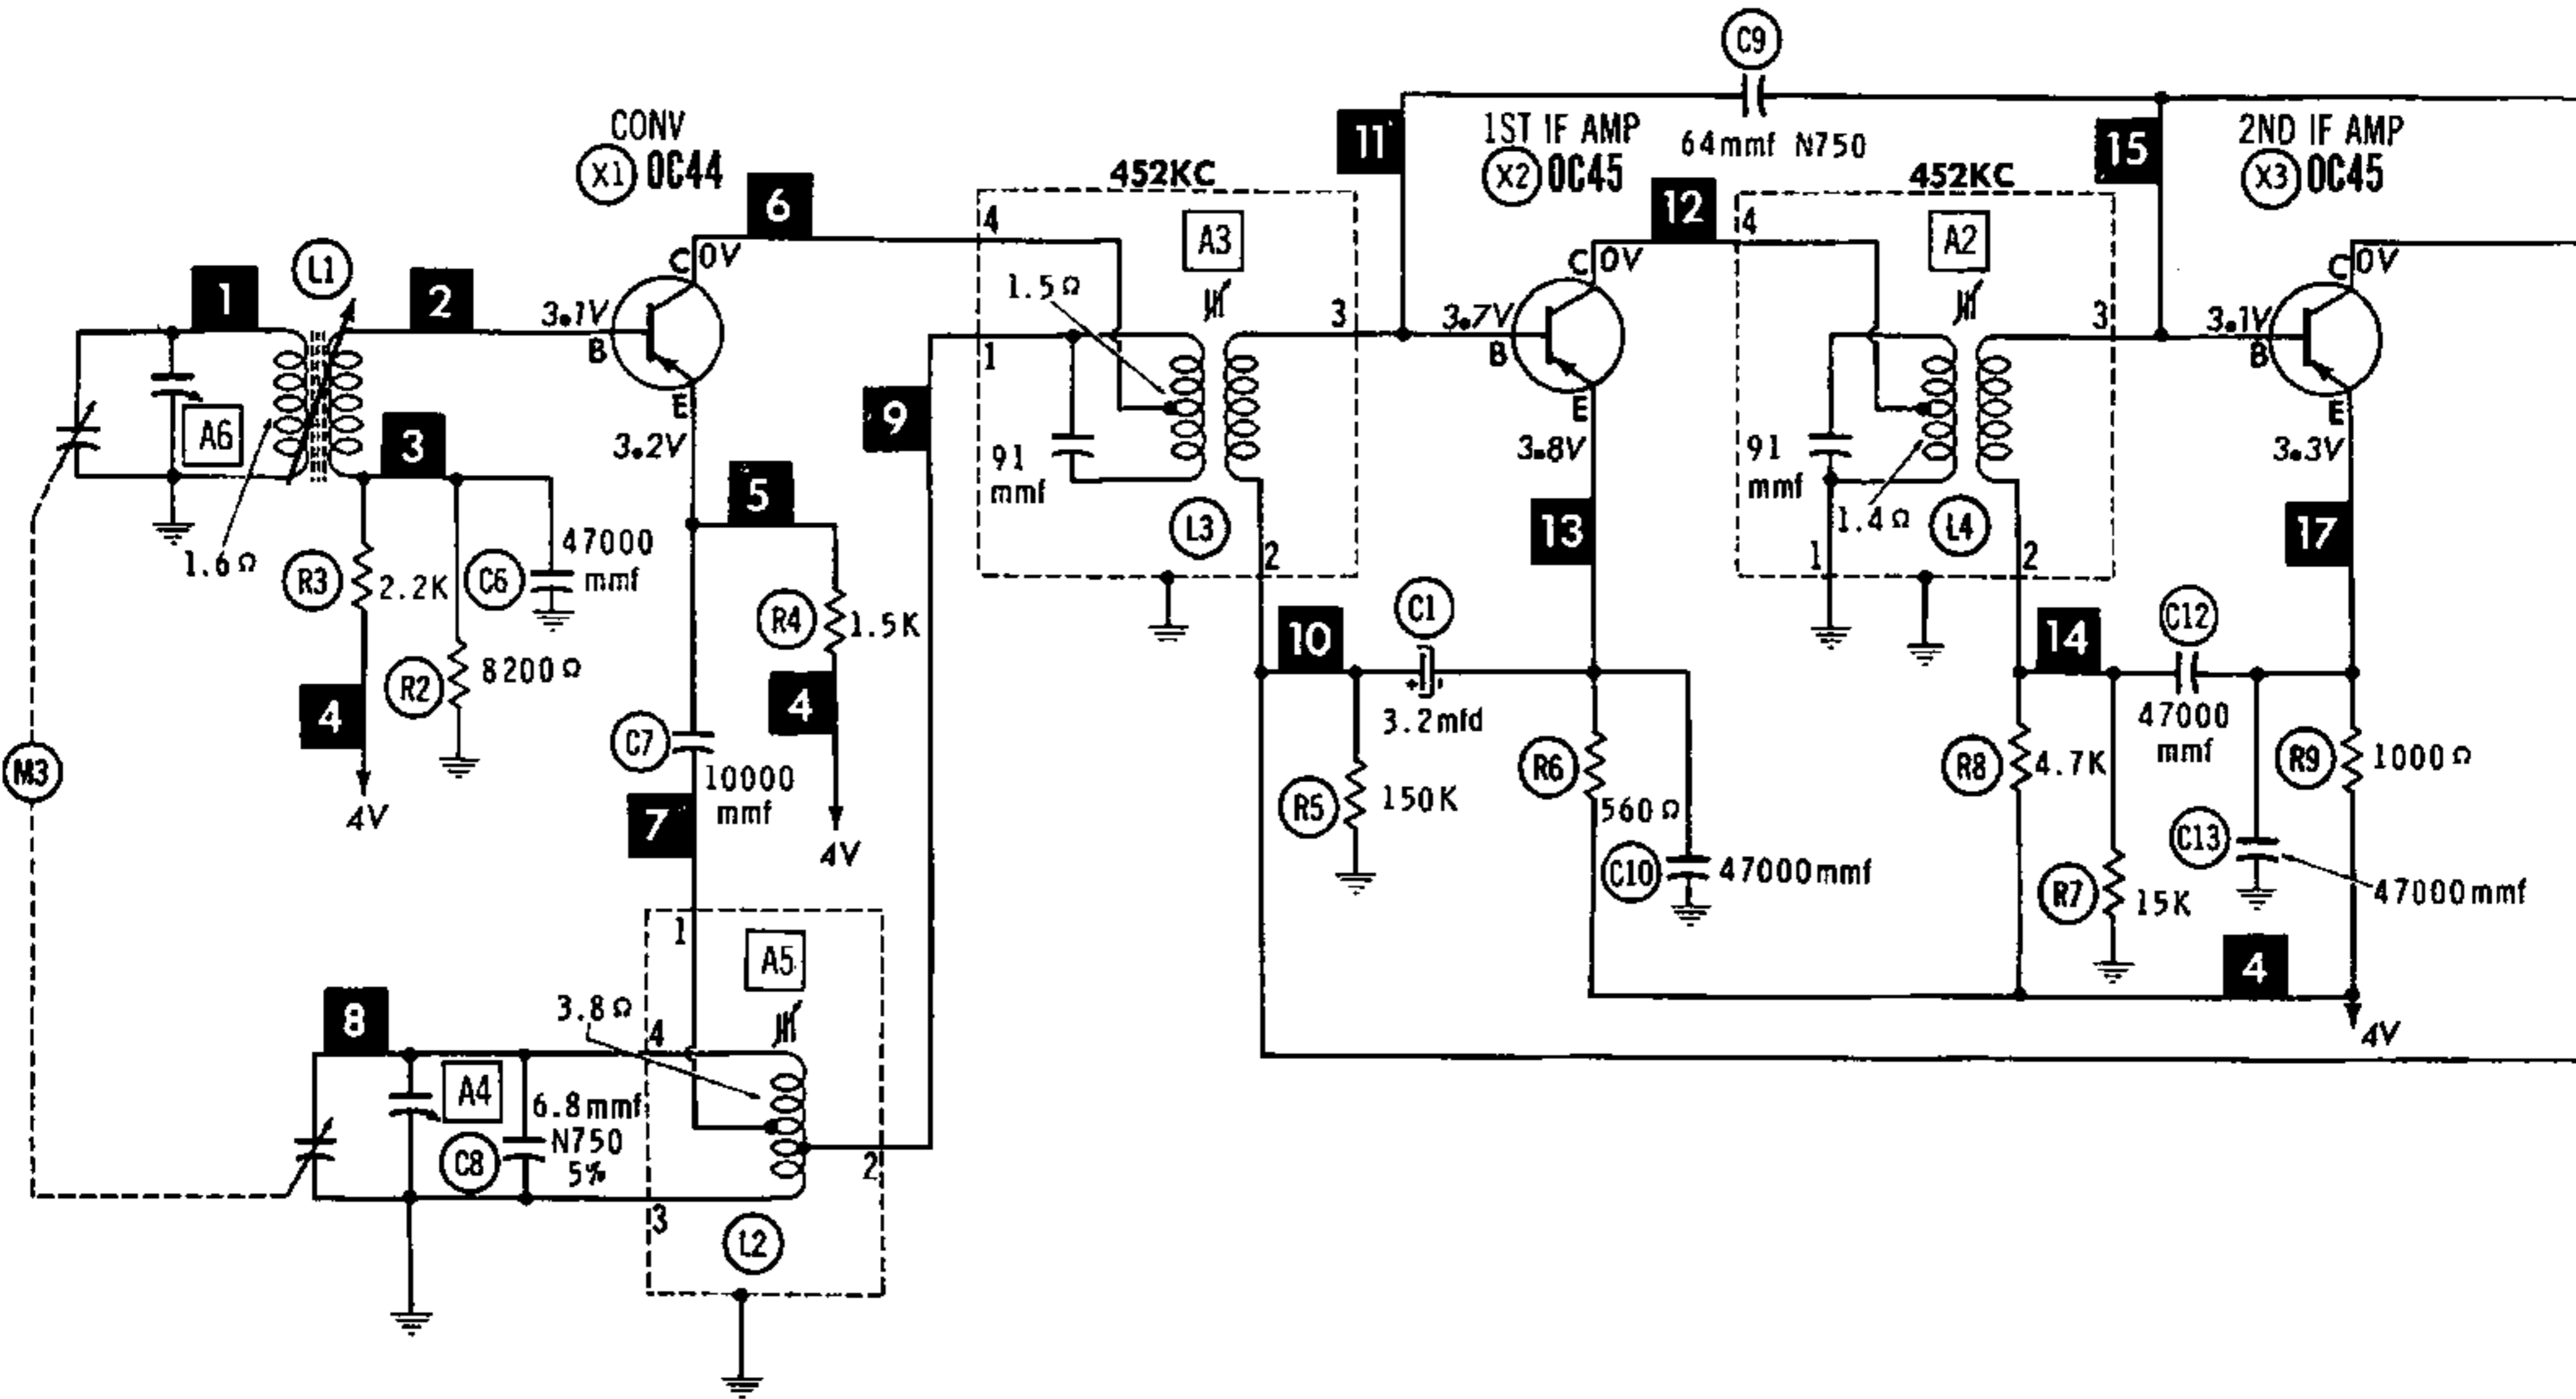 C9
64mmf N750
CONV
X1 OC44
1ST IF AMP
X2 OC45
2ND IF AMP
X3 OC45
452KC
452KC
1
L1
2
6
11
12
15
C 0V
3.1V
B
E
3.2V
4
A3
1.5Ω
3
1
91
mmf
L3
2
C 0V
3.7V
B
E
3.8V
4
A2
3
91
mmf
1.4Ω
L4
1
2
C 0V
3.1V
B
E
3.3V
A6
1.6Ω
3
R3
2.2K
C6
47000
mmf
R2
8200Ω
4
4V
M3
5
R4
1.5K
4
4V
C7
10000
mmf
7
9
10
C1
+
3.2mfd
13
R5
150K
R6
560Ω
C10
47000mmf
14
C12
47000
mmf
17
R8
4.7K
R7
15K
C13
47000mmf
R9
1000Ω
4
4V
8
A4
C8
6.8mmf
N750
5%
3.8Ω
1
A5
4
2
3
L2